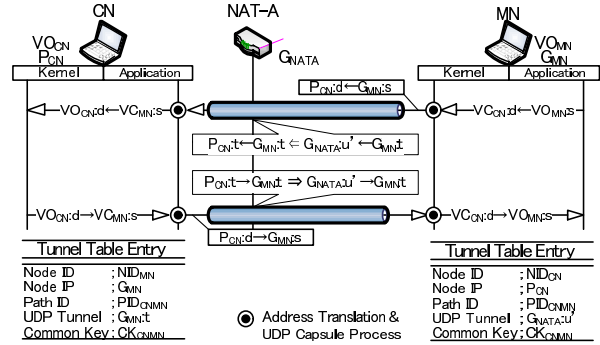 CN NAT-A MN
VO_CN VO_MN
P_CN G_NATA G_MN
Kernel Application Kernel Application
P_CN:d←G_MN:s
VO_CN:d←VC_MN:s VC_CN:d←VO_MN:s
P_CN:t←G_MN:t ⇐ G_NATA:u' ←G_MN:t
P_CN:t→G_MN:t ⇒ G_NATA:u' →G_MN:t
VO_CN:d→VC_MN:s VC_CN:d→VO_MN:s
P_CN:d→G_MN:s
Tunnel Table Entry
Node ID ; NID_MN
Node IP ; G_MN
Path ID ; PID_CNMN
UDP Tunnel ; G_MN:t
Common Key ; CK_CNMN
Address Translation &
UDP Capsule Process
Tunnel Table Entry
Node ID ; NID_CN
Node IP ; P_CN
Path ID ; PID_CNMN
UDP Tunnel ; G_NATA:u'
Common Key ; CK_CNMN